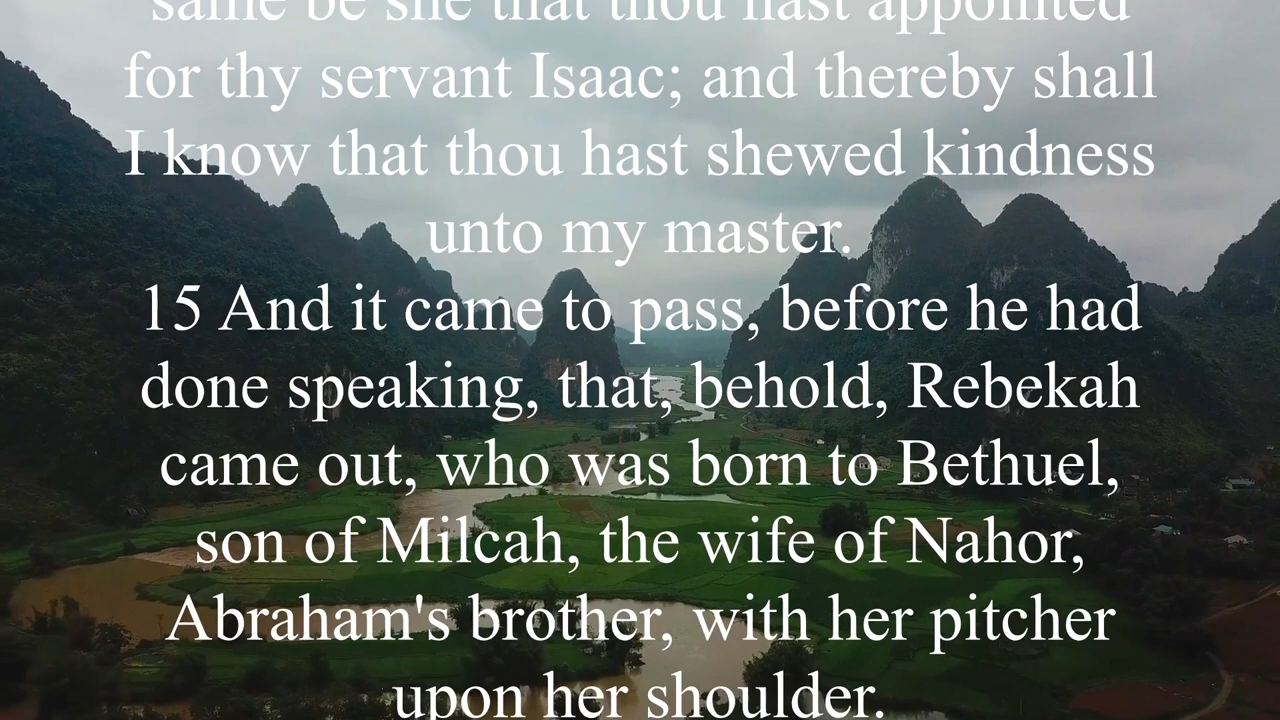 same be she that thou hast appointed
for thy servant Isaac; and thereby shall
I know that thou hast shewed kindness
unto my master.
15 And it came to pass, before he had
done speaking, that, behold, Rebekah
came out, who was born to Bethuel,
son of Milcah, the wife of Nahor,
Abraham's brother, with her pitcher
upon her shoulder.